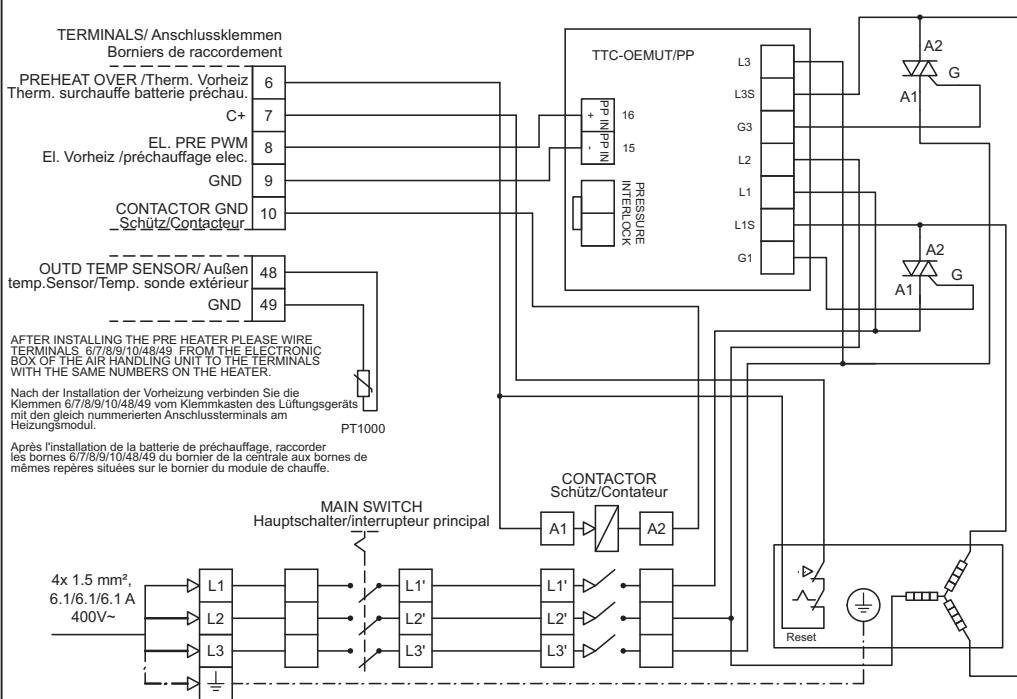 TERMINALS/ Anschlussklemmen
Borniers de raccordement
PREHEAT OVER /Therm. Vorheiz
Therm. surchauffe batterie préchau.
6
C+
7
EL. PRE PWM
El. Vorheiz /préchauffage elec.
8
GND
9
CONTACTOR GND
Schütz/Contacteur
10
OUTD TEMP SENSOR/ Außen
temp.Sensor/Temp. sonde extérieur
48
GND
49
AFTER INSTALLING THE PRE HEATER PLEASE WIRE
TERMINALS 6/7/8/9/10/48/49 FROM THE ELECTRONIC
BOX OF THE AIR HANDLING UNIT TO THE TERMINALS
WITH THE SAME NUMBERS ON THE HEATER.
Nach der Installation der Vorheizung verbinden Sie die
Klemmen 6/7/8/9/10/48/49 vom Klemmkasten des Lüftungsgeräts
mit den gleich nummerierten Anschlussterminals am
Heizungsmodul.
Après l'installation de la batterie de préchauffage, raccorder
les bornes 6/7/8/9/10/48/49 du bornier de la centrale aux bornes de
mêmes repères situées sur le bornier du module de chauffe.
PT1000
TTC-OEMUT/PP
+
PP IN
16
-
PP IN
15
PRESSURE
INTERLOCK
L3
L3S
G3
L2
L1
L1S
G1
A2
G
A1
A2
G
A1
CONTACTOR
Schütz/Contateur
A1
A2
MAIN SWITCH
Hauptschalter/interrupteur principal
4x 1.5 mm²,
6.1/6.1/6.1 A
400V~
L1
L1'
L1'
L2
L2'
L2'
L3
L3'
L3'
Reset